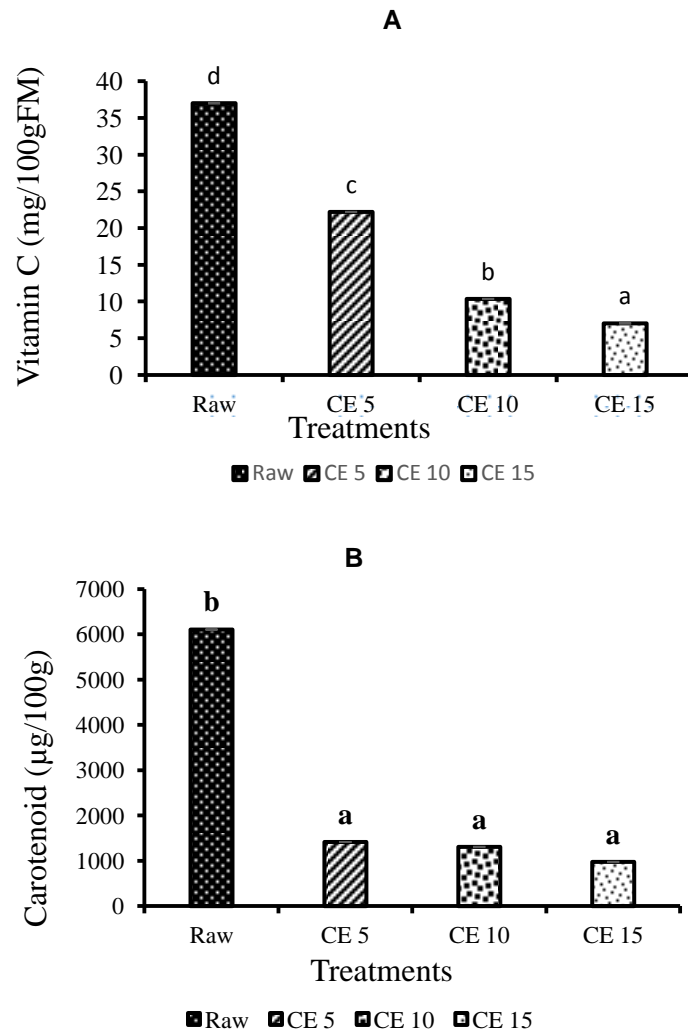 A
Vitamin C (mg/100gFM)
40
35
30
25
20
15
10
5
0
d
c
b
a
Raw CE 5 CE 10 CE 15
Treatments
Raw CE 5 CE 10 CE 15
B
Carotenoid (µg/100g)
7000
6000
5000
4000
3000
2000
1000
0
b
a
a
a
Raw CE 5 CE 10 CE 15
Treatments
Raw CE 5 CE 10 CE 15